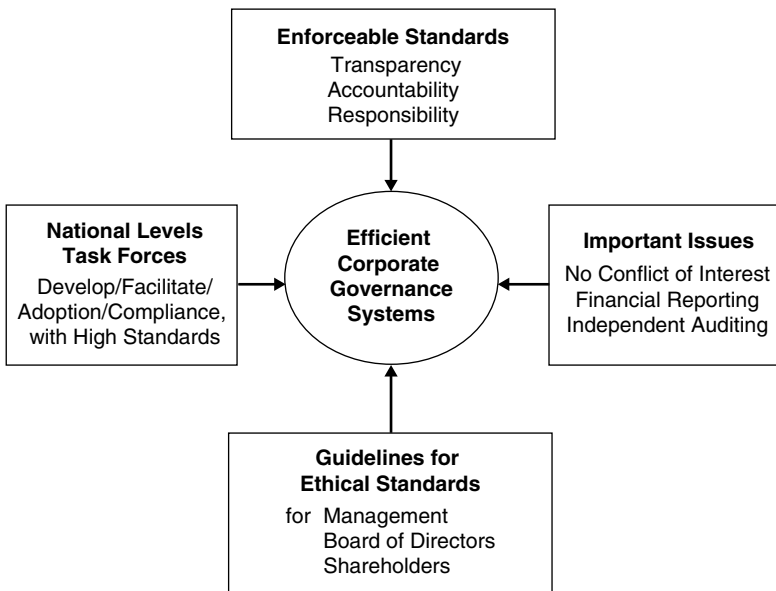 Enforceable Standards
Transparency
Accountability
Responsibility
National Levels
Task Forces
Develop/Facilitate/
Adoption/Compliance,
with High Standards
Efficient
Corporate
Governance
Systems
Important Issues
No Conflict of Interest
Financial Reporting
Independent Auditing
Guidelines for
Ethical Standards
for Management
Board of Directors
Shareholders